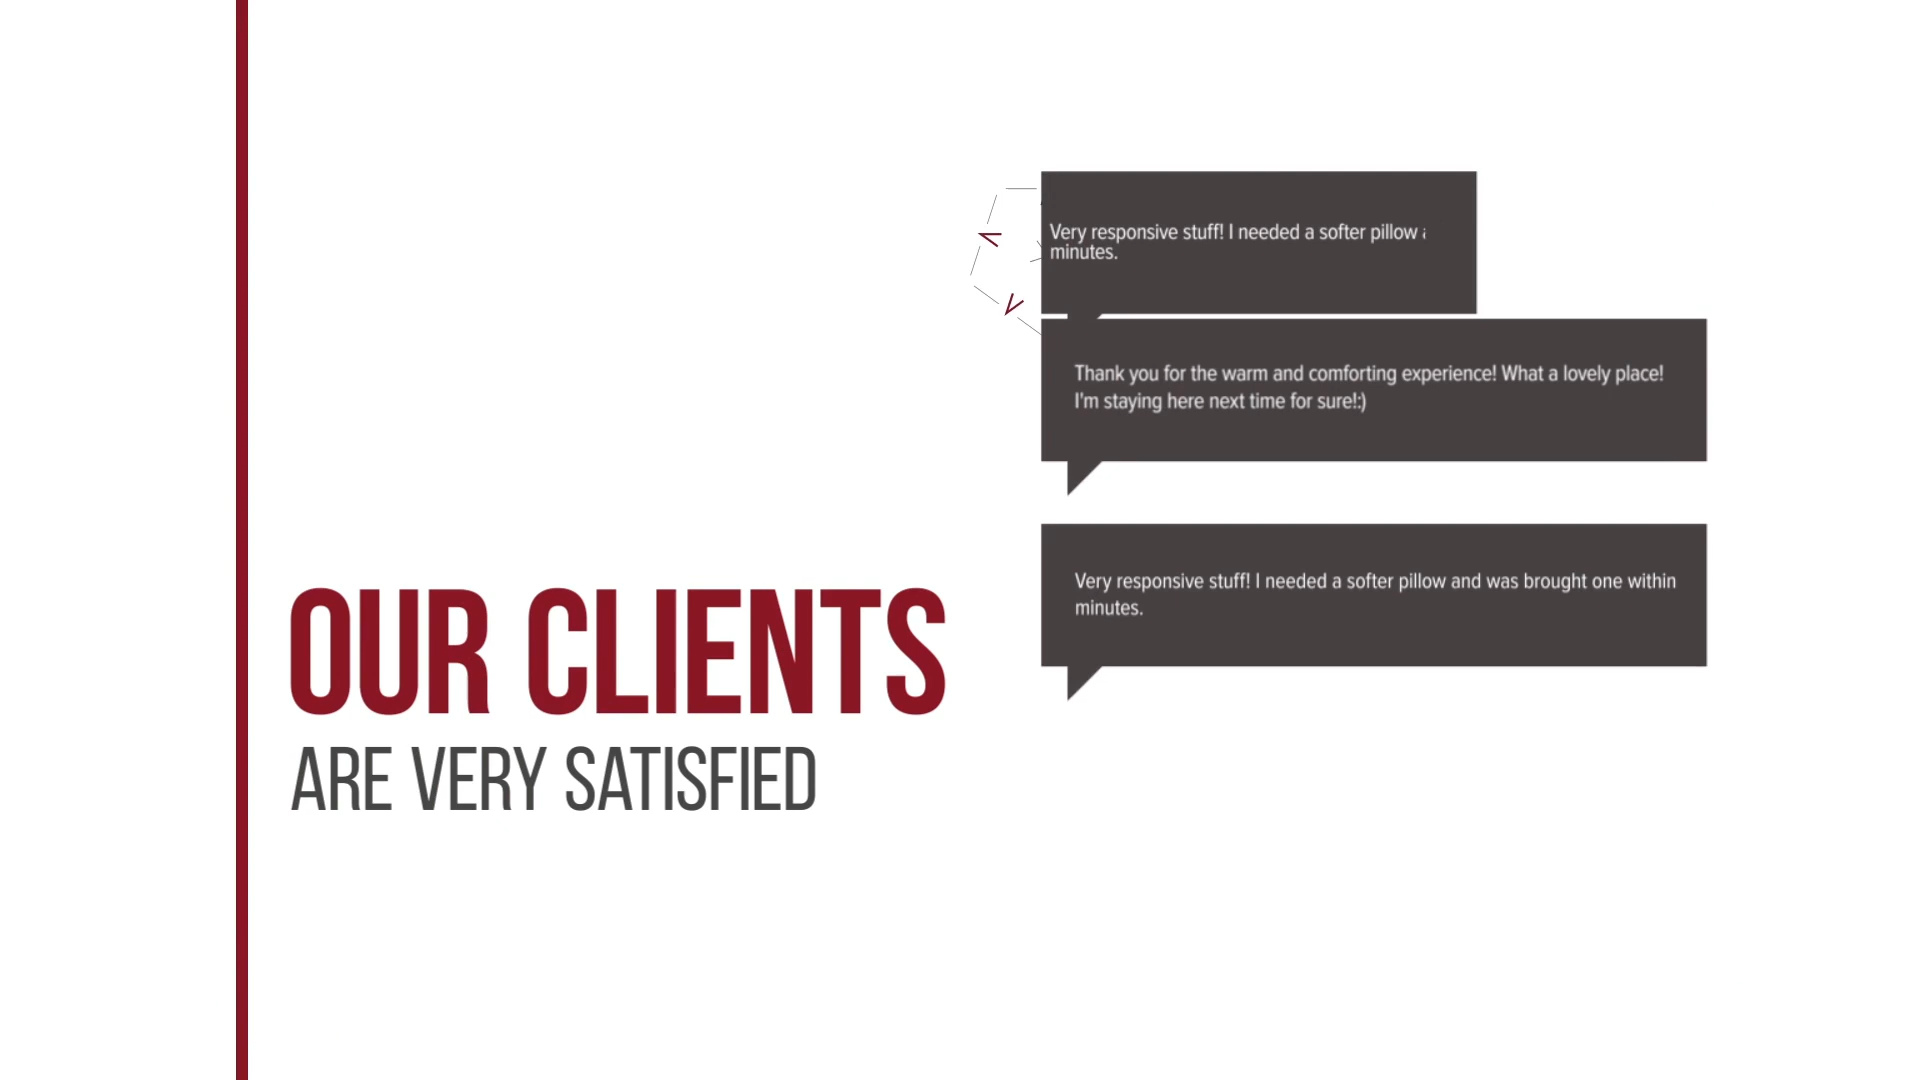 Very responsive stuff! I needed a softer pillow
minutes.
Thank you for the warm and comforting experience! What a lovely place!
I'm staying here next time for sure!:)
Very responsive stuff! I needed a softer pillow and was brought one within
minutes.
OUR CLIENTS
ARE VERY SATISFIED